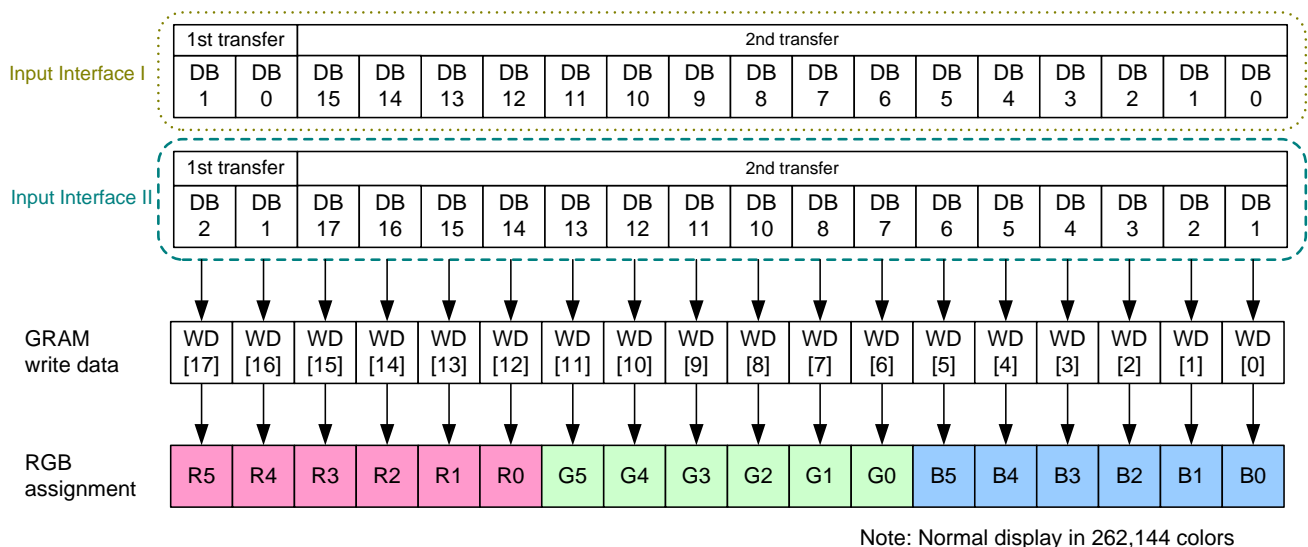 1st transfer 2nd transfer
Input Interface I
DB DB DB DB DB DB DB DB DB DB DB DB DB DB DB DB DB DB
1 0 15 14 13 12 11 10 9 8 7 6 5 4 3 2 1 0
1st transfer 2nd transfer
Input Interface II
DB DB DB DB DB DB DB DB DB DB DB DB DB DB DB DB DB DB
2 1 17 16 15 14 13 12 11 10 8 7 6 5 4 3 2 1
GRAM
write data
WD WD WD WD WD WD WD WD WD WD WD WD WD WD WD WD WD WD
[17] [16] [15] [14] [13] [12] [11] [10] [9] [8] [7] [6] [5] [4] [3] [2] [1] [0]
RGB
assignment
R5 R4 R3 R2 R1 R0 G5 G4 G3 G2 G1 G0 B5 B4 B3 B2 B1 B0
Note: Normal display in 262,144 colors